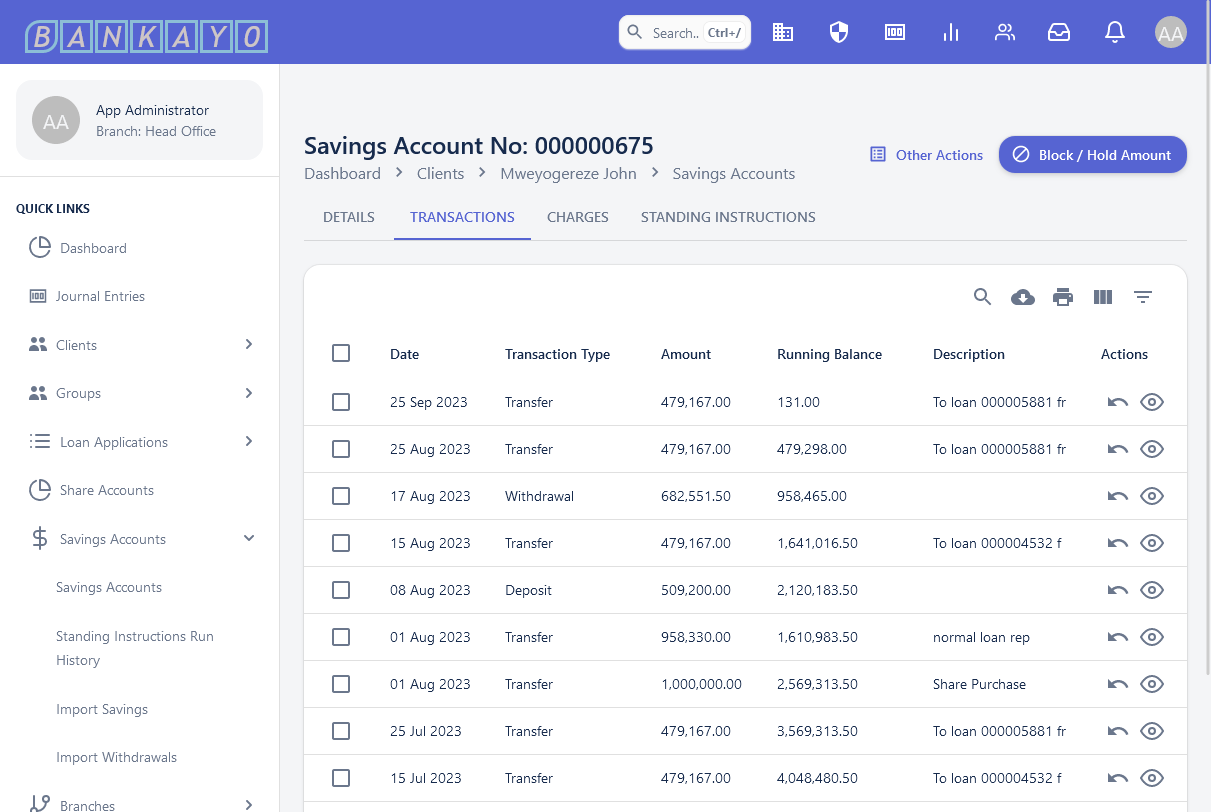 BANKAYO
Search.. Ctrl+/
AA
AA
App Administrator
Branch: Head Office
QUICK LINKS
Dashboard
Journal Entries
Clients
Groups
Loan Applications
Share Accounts
Savings Accounts
Savings Accounts
Standing Instructions Run
History
Import Savings
Import Withdrawals
Branches
Savings Account No: 000000675
Dashboard > Clients > Mweyogereze John > Savings Accounts
Other Actions
Block / Hold Amount
DETAILS TRANSACTIONS CHARGES STANDING INSTRUCTIONS
Date Transaction Type Amount Running Balance Description Actions
25 Sep 2023 Transfer 479,167.00 131.00 To loan 000005881 fr
25 Aug 2023 Transfer 479,167.00 479,298.00 To loan 000005881 fr
17 Aug 2023 Withdrawal 682,551.50 958,465.00
15 Aug 2023 Transfer 479,167.00 1,641,016.50 To loan 000004532 f
08 Aug 2023 Deposit 509,200.00 2,120,183.50
01 Aug 2023 Transfer 958,330.00 1,610,983.50 normal loan rep
01 Aug 2023 Transfer 1,000,000.00 2,569,313.50 Share Purchase
25 Jul 2023 Transfer 479,167.00 3,569,313.50 To loan 000005881 fr
15 Jul 2023 Transfer 479,167.00 4,048,480.50 To loan 000004532 f